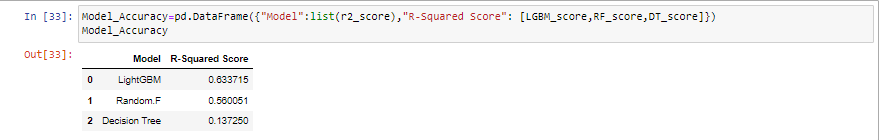 In [33]: Model_Accuracy=pd.DataFrame({"Model":list(r2_score),"R-Squared Score": [LGBM_score,RF_score,DT_score]})
Model_Accuracy
Out[33]:
Model R-Squared Score
0 LightGBM 0.633715
1 Random.F 0.560051
2 Decision Tree 0.137250